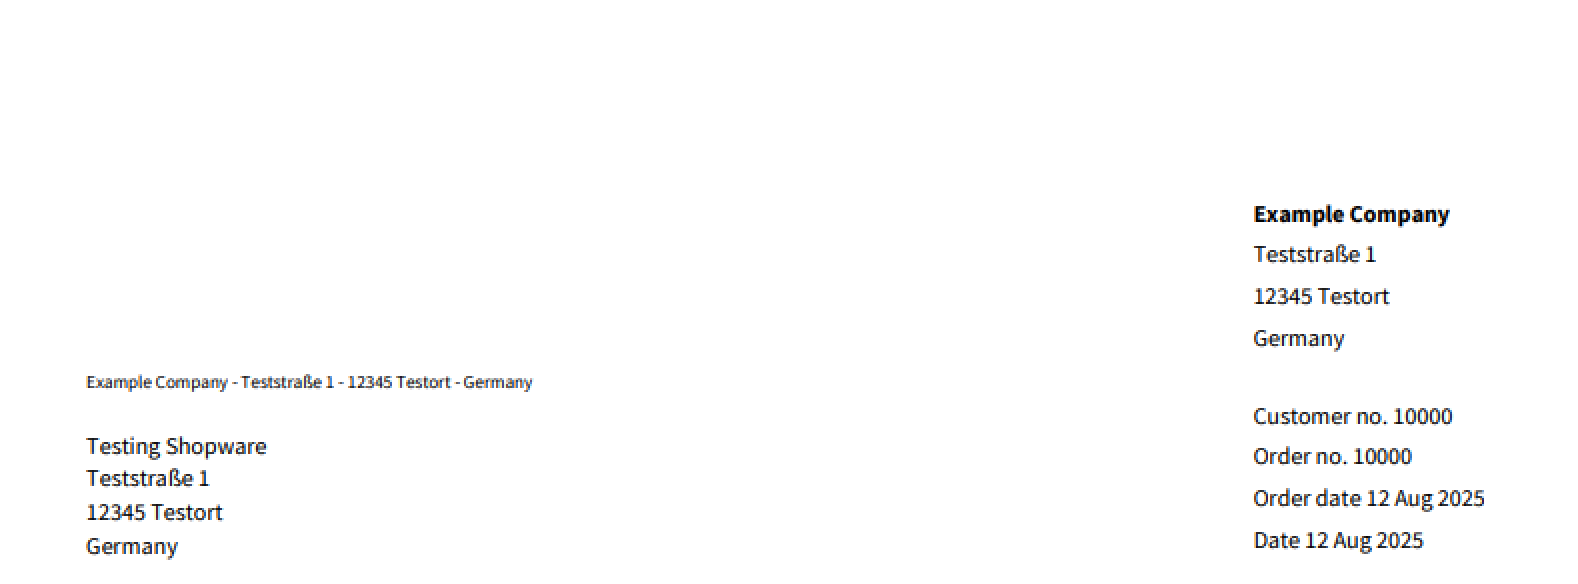 Example Company
Teststraße 1
12345 Testort
Germany
Example Company - Teststraße 1 - 12345 Testort - Germany
Testing Shopware
Teststraße 1
12345 Testort
Germany
Customer no. 10000
Order no. 10000
Order date 12 Aug 2025
Date 12 Aug 2025